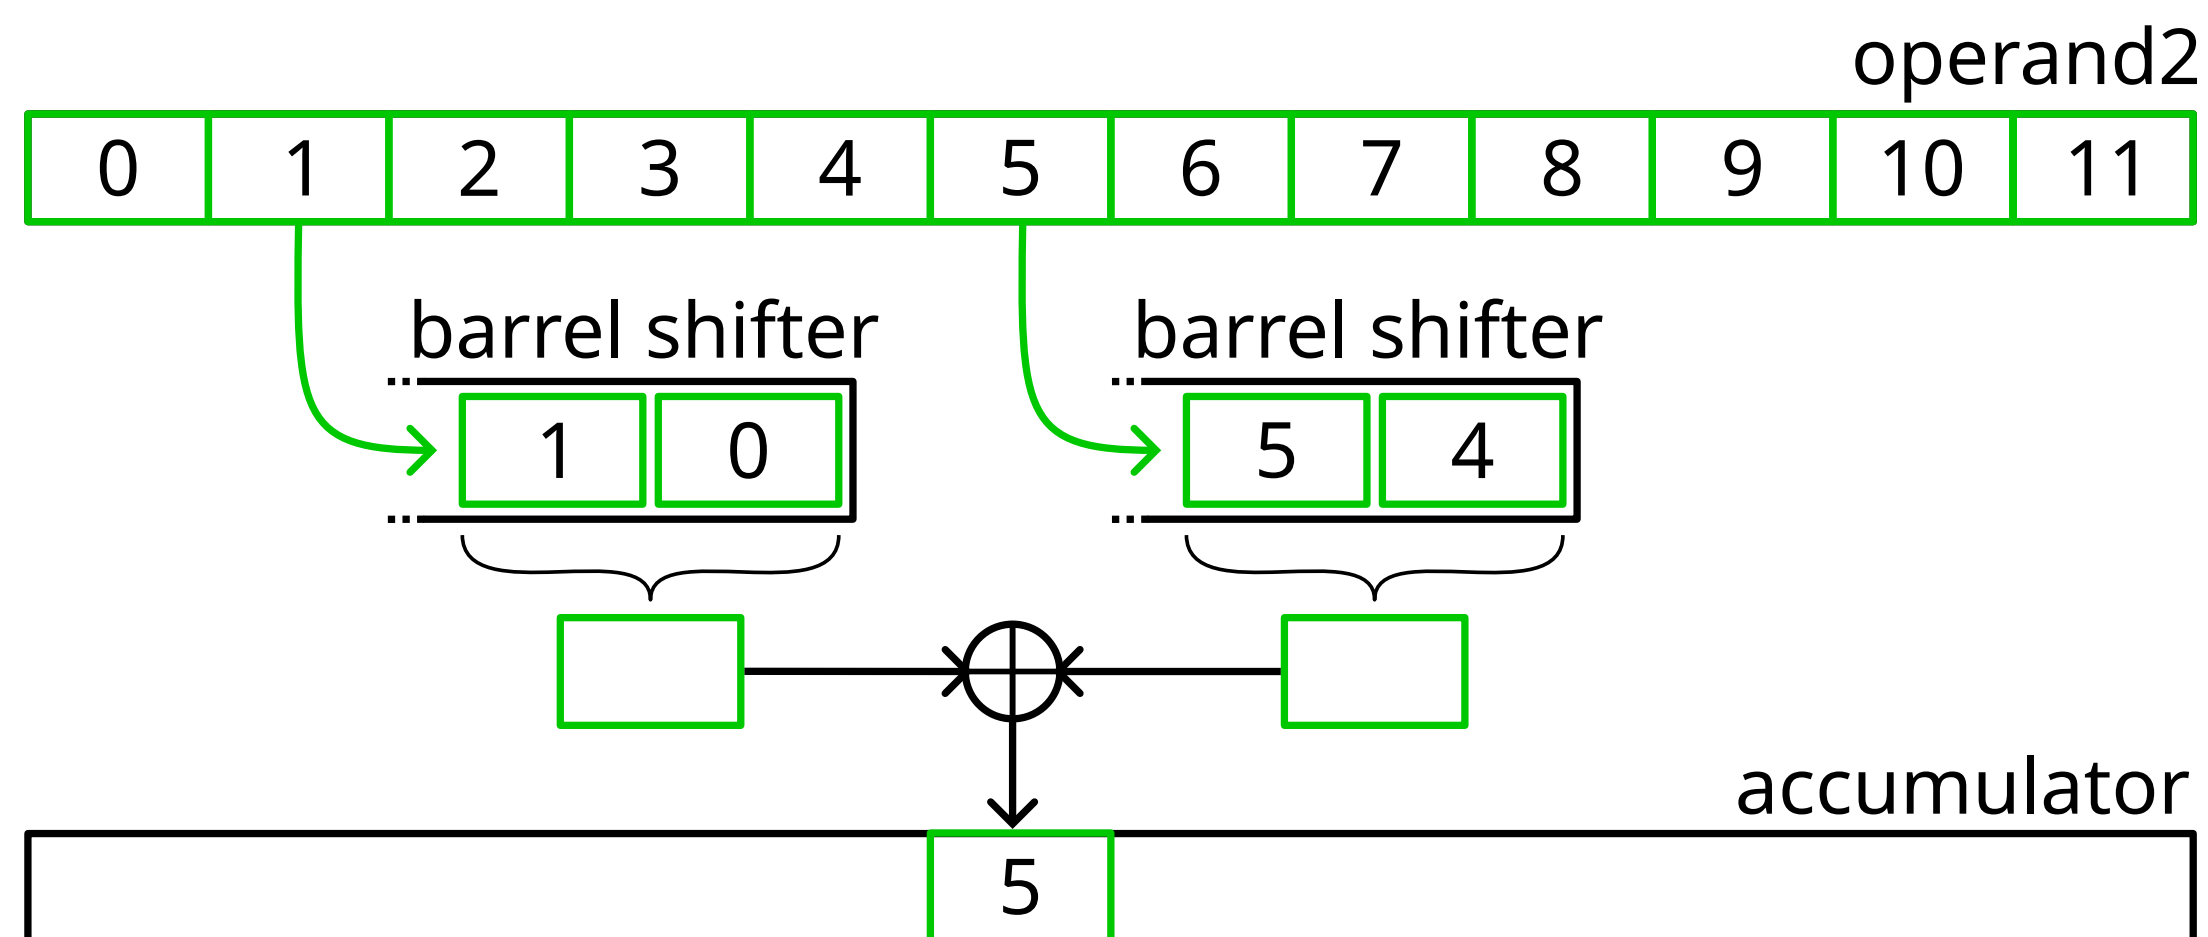 operand2
0 1 2 3 4 5 6 7 8 9 10 11
barrel shifter barrel shifter
1 0 5 4
accumulator
5